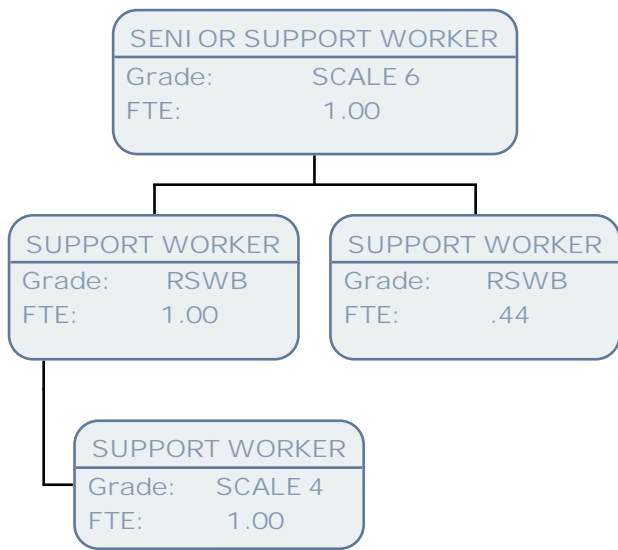 SENIOR SUPPORT WORKER
Grade: SCALE 6
FTE: 1.00
SUPPORT WORKER
Grade: RSWB
FTE: 1.00
SUPPORT WORKER
Grade: RSWB
FTE: .44
SUPPORT WORKER
Grade: SCALE 4
FTE: 1.00